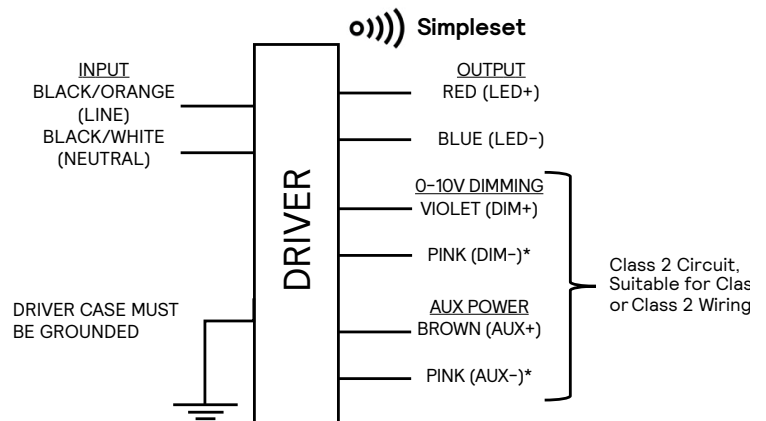 Simpleset
INPUT
BLACK/ORANGE
(LINE)
BLACK/WHITE
(NEUTRAL)
DRIVER CASE MUST
BE GROUNDED
DRIVER
OUTPUT
RED (LED+)
BLUE (LED-)
0-10V DIMMING
VIOLET (DIM+)
PINK (DIM-)*
AUX POWER
BROWN (AUX+)
PINK (AUX-)*
Class 2 Circuit,
Suitable for Clas
or Class 2 Wiring